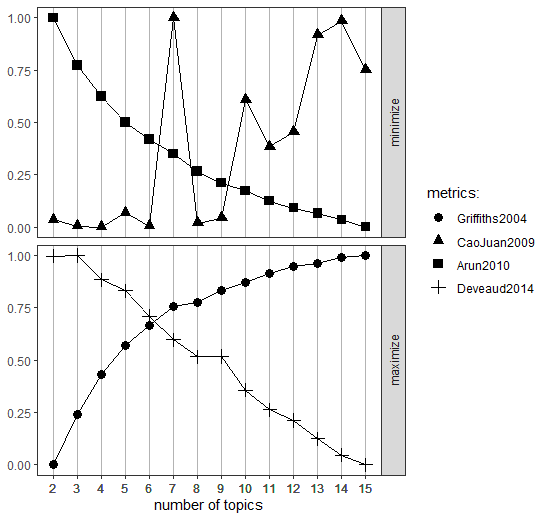 1.00
0.75
0.50
0.25
0.00
minimize
1.00
0.75
0.50
0.25
0.00
maximize
2 3 4 5 6 7 8 9 10 11 12 13 14 15
number of topics
metrics:
Griffiths2004
CaoJuan2009
Arun2010
Deveaud2014